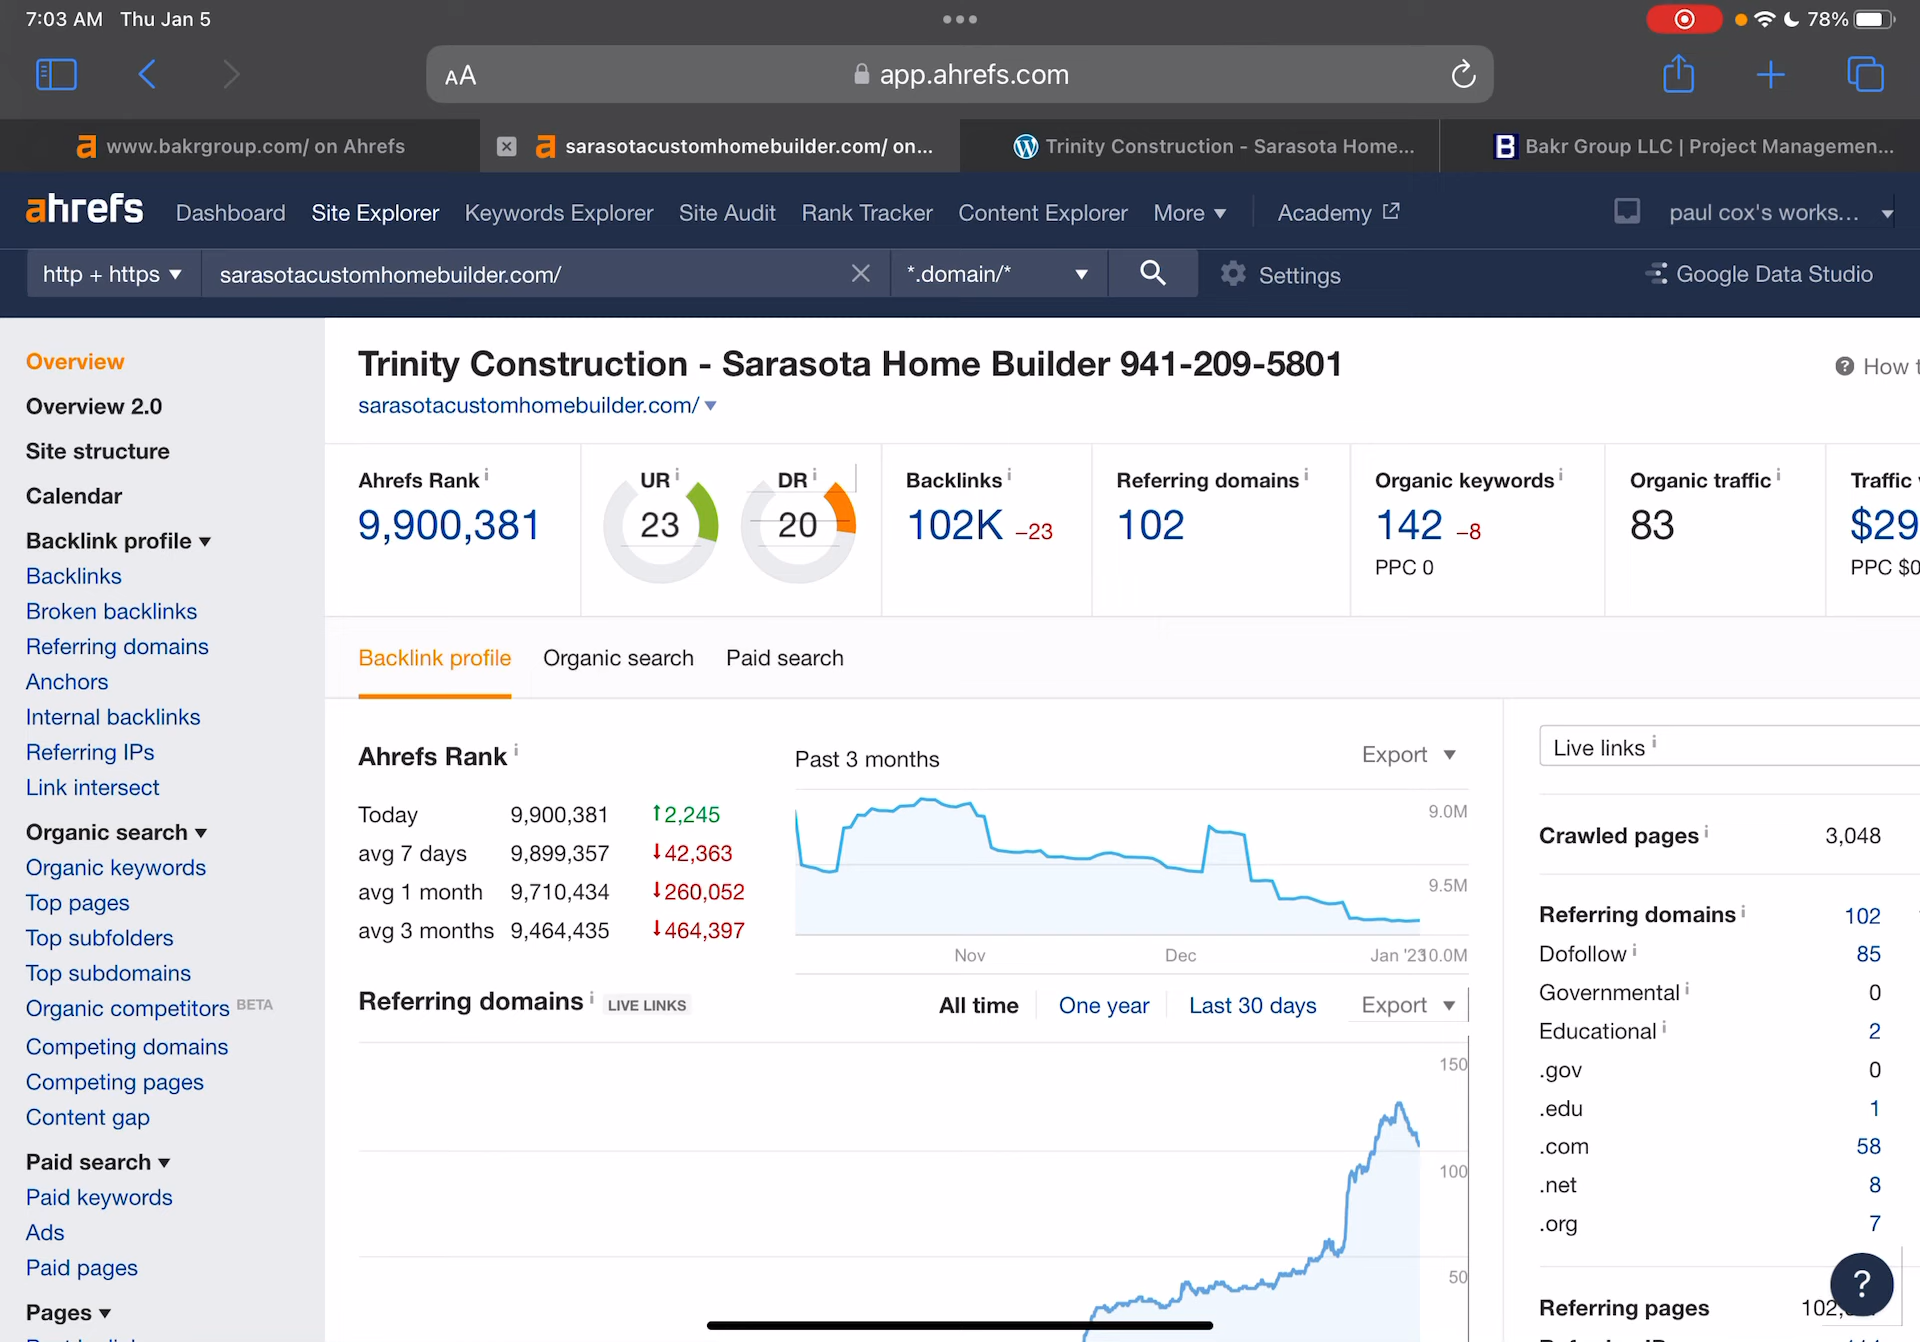 7:03 AM Thu Jan 5
78%
AA app.ahrefs.com
www.bakrgroup.com/ on Ahrefs
sarasotacustomhomebuilder.com/ on...
Trinity Construction - Sarasota Home...
Bakr Group LLC | Project Managemen...
ahrefs Dashboard Site Explorer Keywords Explorer Site Audit Rank Tracker Content Explorer More Academy paul cox's works...
http + https sarasotacustomhomebuilder.com/ *.domain/* Settings Google Data Studio
Overview
Overview 2.0
Site structure
Calendar
Backlink profile
Backlinks
Broken backlinks
Referring domains
Anchors
Internal backlinks
Referring IPs
Link intersect
Organic search
Organic keywords
Top pages
Top subfolders
Top subdomains
Organic competitors BETA
Competing domains
Competing pages
Content gap
Paid search
Paid keywords
Ads
Paid pages
Pages
Trinity Construction - Sarasota Home Builder 941-209-5801
? How t
sarasotacustomhomebuilder.com/
Ahrefs Rank i
9,900,381
UR i
23
DR i
20
Backlinks i
102K -23
Referring domains i
102
Organic keywords i
142 -8
PPC 0
Organic traffic i
83
Traffic
$29
PPC $0
Backlink profile Organic search Paid search
Ahrefs Rank i
Today 9,900,381 ↑2,245
avg 7 days 9,899,357 ↓42,363
avg 1 month 9,710,434 ↓260,052
avg 3 months 9,464,435 ↓464,397
Past 3 months Export
9.0M
9.5M
Nov Dec Jan '23 10.0M
Referring domains i LIVE LINKS
All time One year Last 30 days Export
150
100
50
Live links i
Crawled pages i 3,048
Referring domains i 102
Dofollow i 85
Governmental i 0
Educational i 2
.gov 0
.edu 1
.com 58
.net 8
.org 7
?
Referring pages 102,